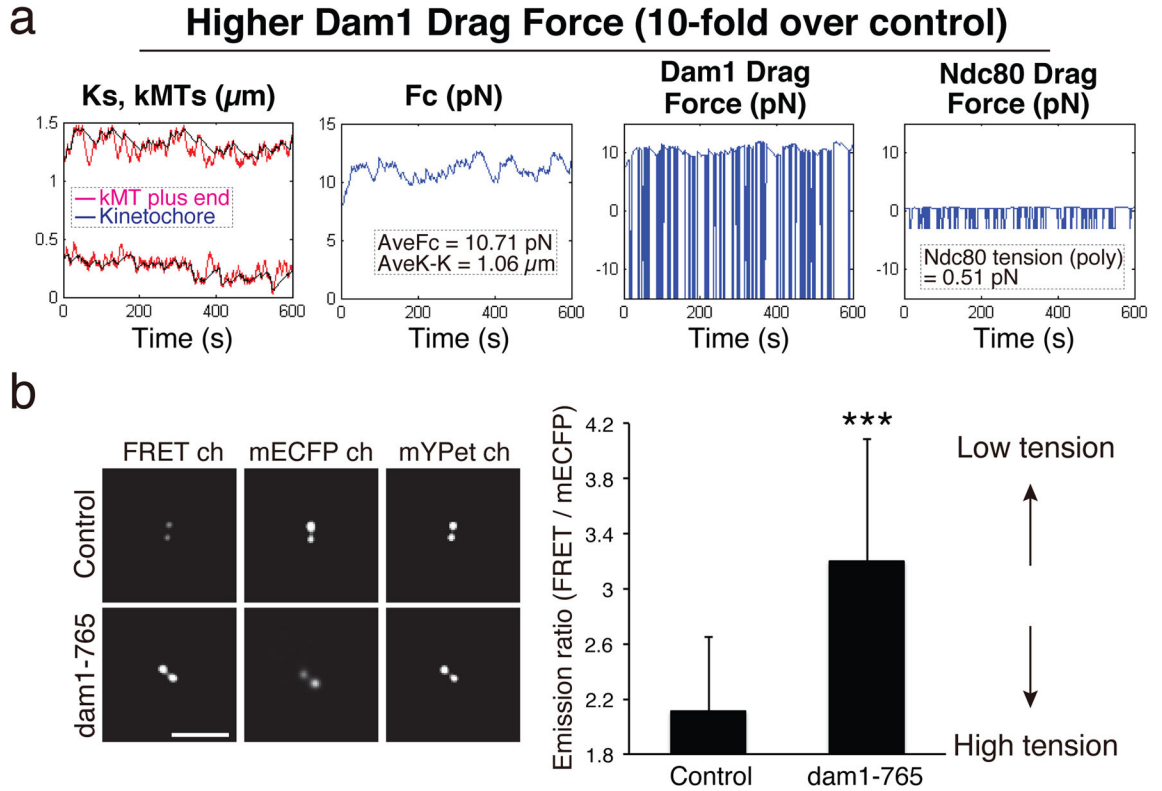 a
Higher Dam1 Drag Force (10-fold over control)
Ks, kMTs (µm)
1.5
1
0.5
0
kMT plus end
Kinetochore
0 200 400 600
Time (s)
Fc (pN)
15
10
5
0
AveFc = 10.71 pN
AveK-K = 1.06 µm
0 200 400 600
Time (s)
Dam1 Drag
Force (pN)
10
0
-10
0 200 400 600
Time (s)
Ndc80 Drag
Force (pN)
10
0
-10
Ndc80 tension (poly)
= 0.51 pN
0 200 400 600
Time (s)
b
FRET ch mECFP ch mYPet ch
Control
dam1-765
Emission ratio (FRET / mECFP)
4.2
3.8
3.4
3
2.6
2.2
1.8
***
Control dam1-765
Low tension
High tension